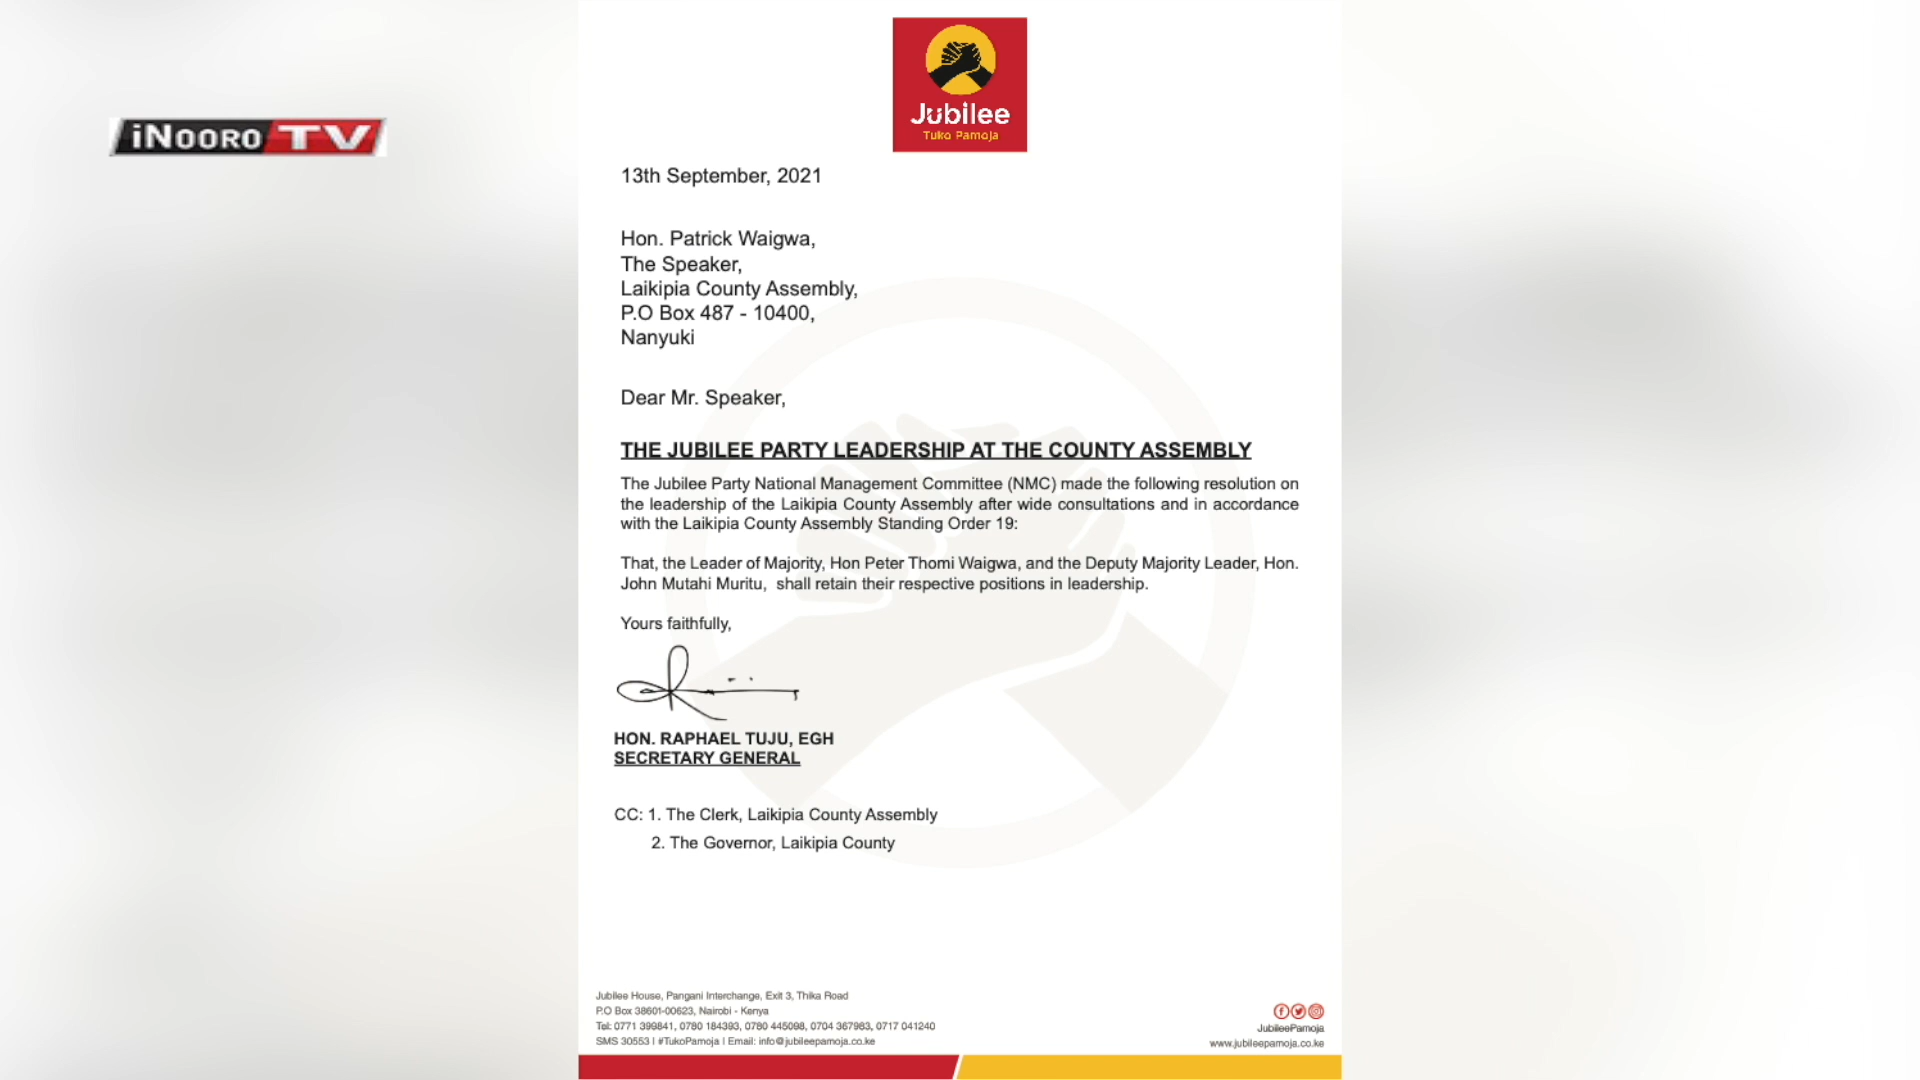 iNOORO TV
Jubilee
Tuko Pamoja
13th September, 2021
Hon. Patrick Waigwa,
The Speaker,
Laikipia County Assembly,
P.O Box 487 - 10400,
Nanyuki
Dear Mr. Speaker,
THE JUBILEE PARTY LEADERSHIP AT THE COUNTY ASSEMBLY
The Jubilee Party National Management Committee (NMC) made the following resolution on
the leadership of the Laikipia County Assembly after wide consultations and in accordance
with the Laikipia County Assembly Standing Order 19:
That, the Leader of Majority, Hon Peter Thomi Waigwa, and the Deputy Majority Leader, Hon.
John Mutahi Muritu, shall retain their respective positions in leadership.
Yours faithfully,
HON. RAPHAEL TUJU, EGH
SECRETARY GENERAL
CC: 1. The Clerk, Laikipia County Assembly
2. The Governor, Laikipia County
Jubilee House, Pangani Interchange, Exit 3, Thika Road
P.O Box 38601-00623, Nairobi - Kenya
Tel: 0771 399841, 0780 184393, 0780 445098, 0704 367983, 0717 041240
SMS 30553 | #TukoPamoja | Email: info@jubileepamoja.co.ke
JubileePamoja
www.jubileepamoja.co.ke